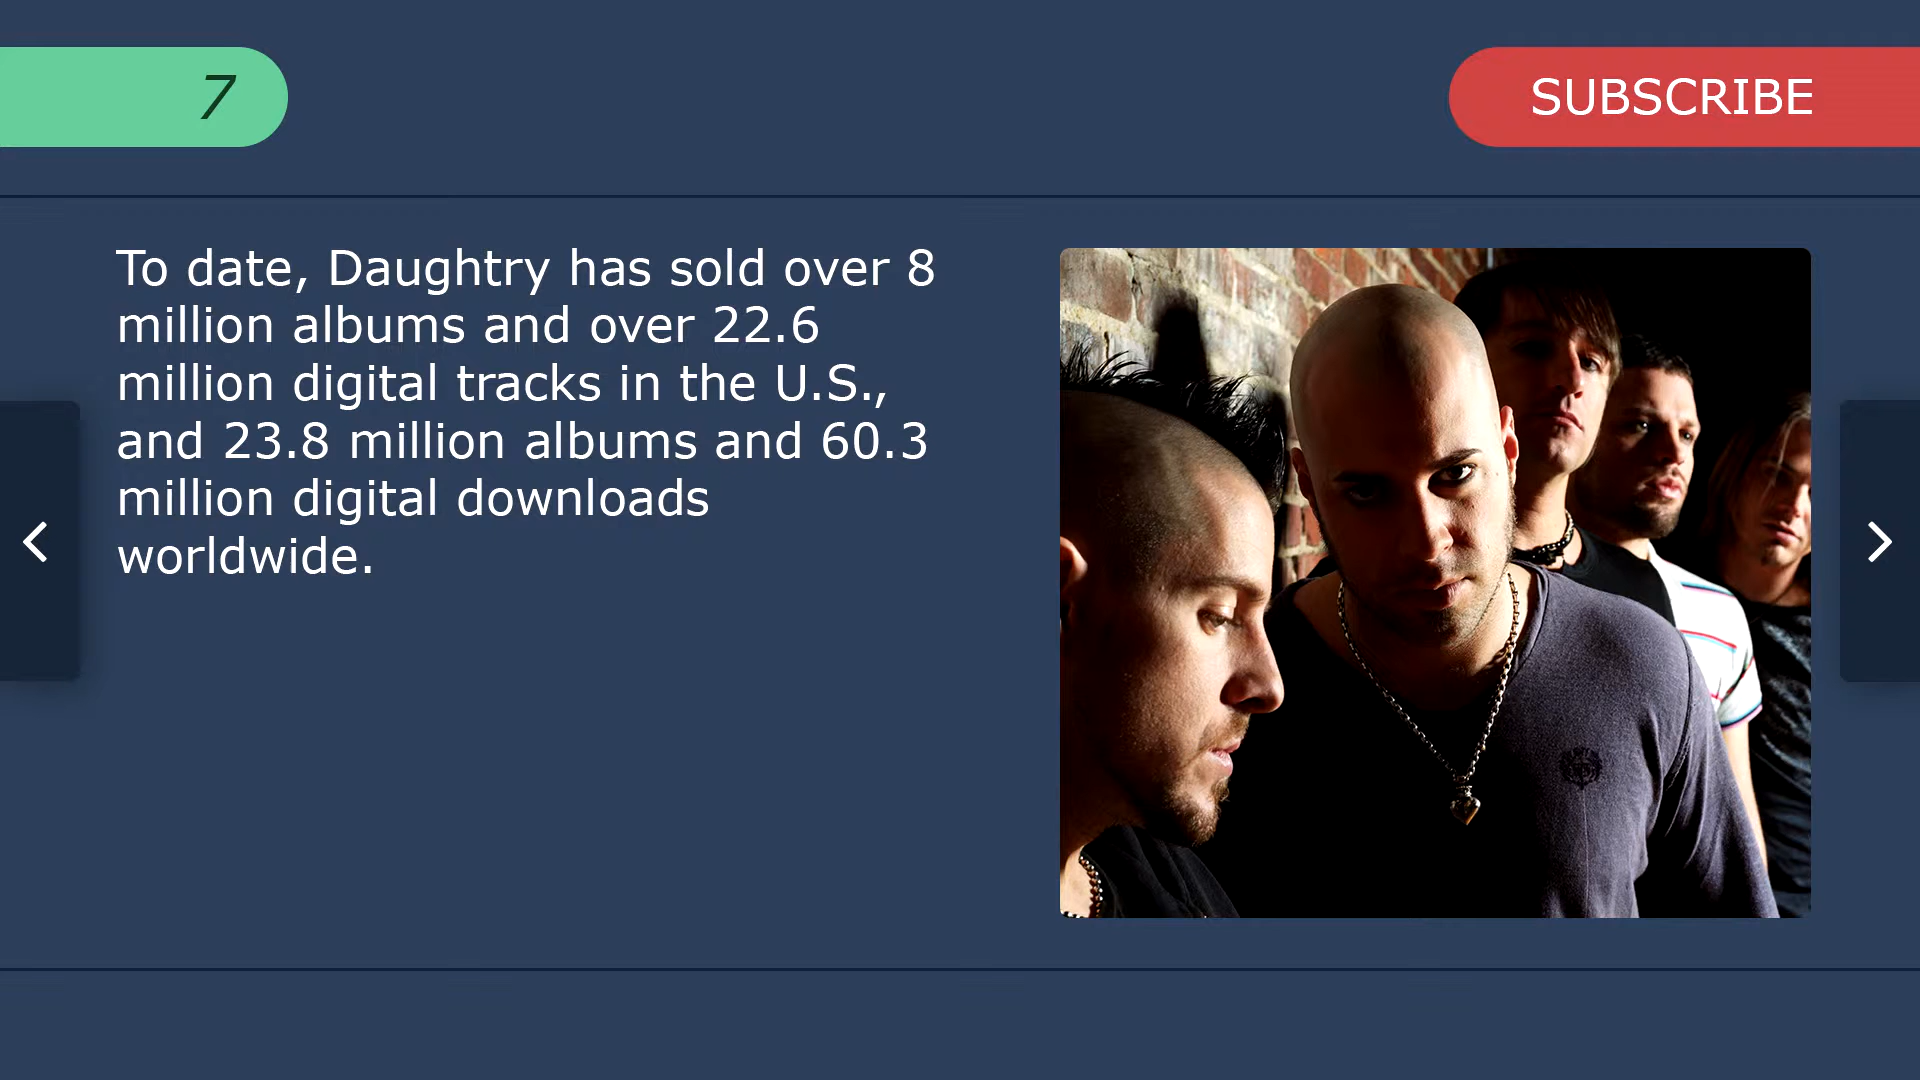 7
SUBSCRIBE
To date, Daughtry has sold over 8
million albums and over 22.6
million digital tracks in the U.S.,
and 23.8 million albums and 60.3
million digital downloads
worldwide.